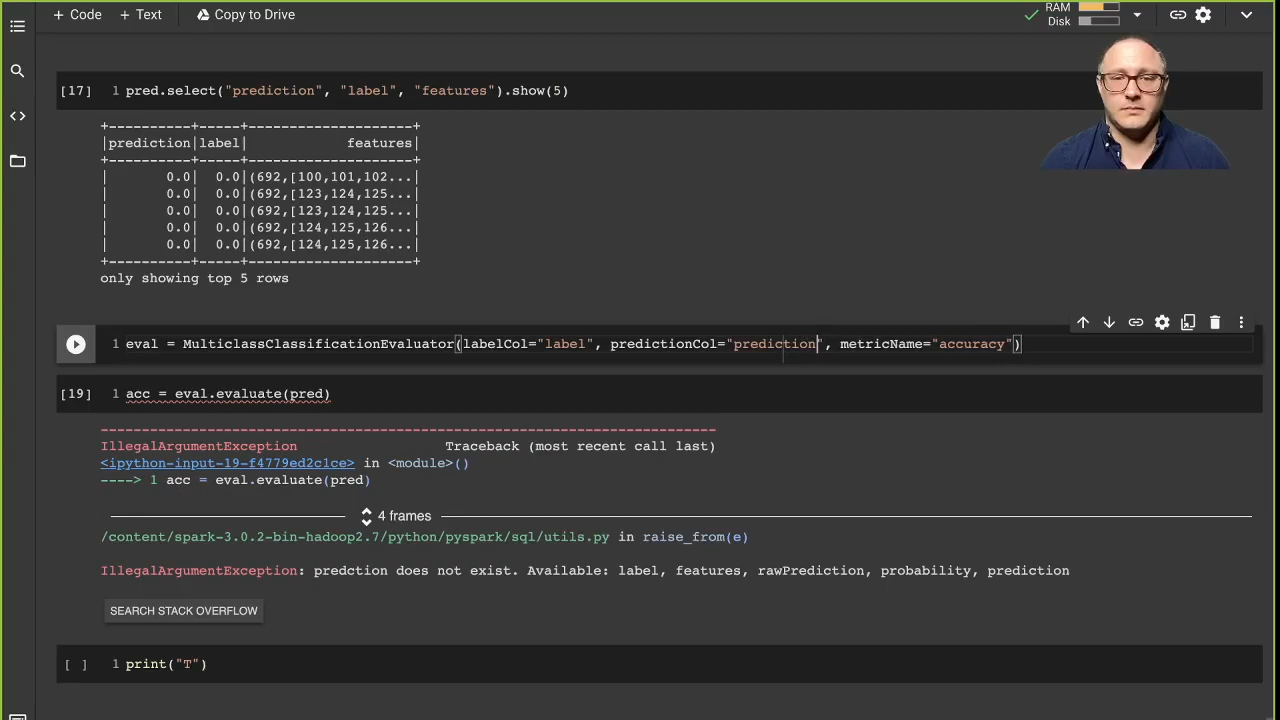 + Code + Text Copy to Drive
RAM
Disk
[17] 1 pred.select("prediction", "label", "features").show(5)
+----------+-----+--------------------+
|prediction|label|            features|
+----------+-----+--------------------+
|       0.0|  0.0|(692,[100,101,102...|
|       0.0|  0.0|(692,[123,124,125...|
|       0.0|  0.0|(692,[123,124,125...|
|       0.0|  0.0|(692,[124,125,126...|
|       0.0|  0.0|(692,[124,125,126...|
+----------+-----+--------------------+
only showing top 5 rows
1 eval = MulticlassClassificationEvaluator(labelCol="label", predictionCol="prediction", metricName="accuracy")
[19] 1 acc = eval.evaluate(pred)
---------------------------------------------------------------------------
IllegalArgumentException                  Traceback (most recent call last)
<ipython-input-19-f4779ed2c1ce> in <module>()
----> 1 acc = eval.evaluate(pred)
4 frames
/content/spark-3.0.2-bin-hadoop2.7/python/pyspark/sql/utils.py in raise_from(e)
IllegalArgumentException: predction does not exist. Available: label, features, rawPrediction, probability, prediction
SEARCH STACK OVERFLOW
[ ] 1 print("T")